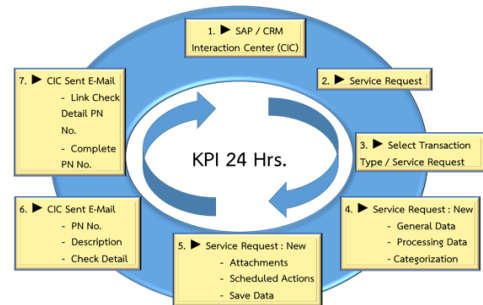 1. ► SAP / CRM
Interaction Center (CIC)
2. ► Service Request
3. ► Select Transaction
Type / Service Request
4. ► Service Request : New
- General Data
- Processing Data
- Categorization
5. ► Service Request : New
- Attachments
- Scheduled Actions
- Save Data
6. ► CIC Sent E-Mail
- PN No.
- Description
- Check Detail
7. ► CIC Sent E-Mail
- Link Check
Detail PN
No.
- Complete
PN No.
KPI 24 Hrs.